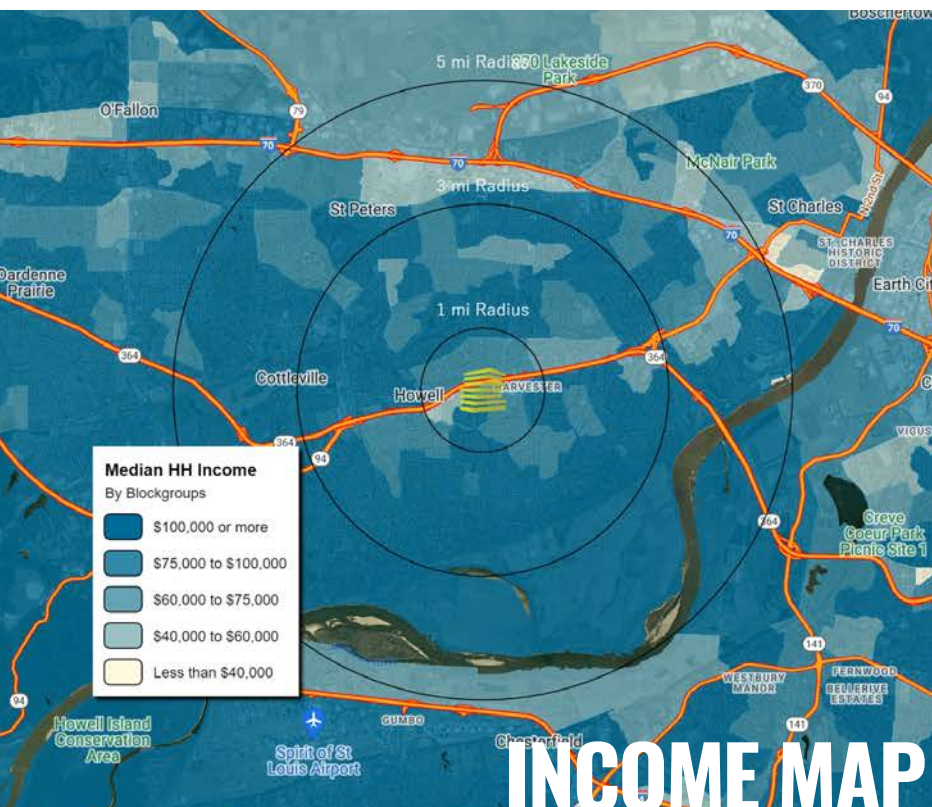 Boschertow
5 mi Radius
370 Lakeside
Park
370
94
O'Fallon
79
70
70
McNair Park
N 2nd St
3 mi Radius
St Peters
St Charles
70
ST. CHARLES
HISTORIC
DISTRICT
Dardenne
Prairie
Earth Cit
1 mi Radius
70
364
364
Cottleville
HARVESTER
Howell
C
VIGUS
364
94
Median HH Income
By Blockgroups
$100,000 or more
$75,000 to $100,000
$60,000 to $75,000
$40,000 to $60,000
Less than $40,000
364
Creve
Coeur Park
Picnic Site 1
141
WESTBURY
MANOR
FERNWOOD
BELLERIVE
ESTATES
94
Howell Island
Conservation
Area
GUMBO
141
Spirit of St
Louis Airport
Chesterfield
INCOME MAP